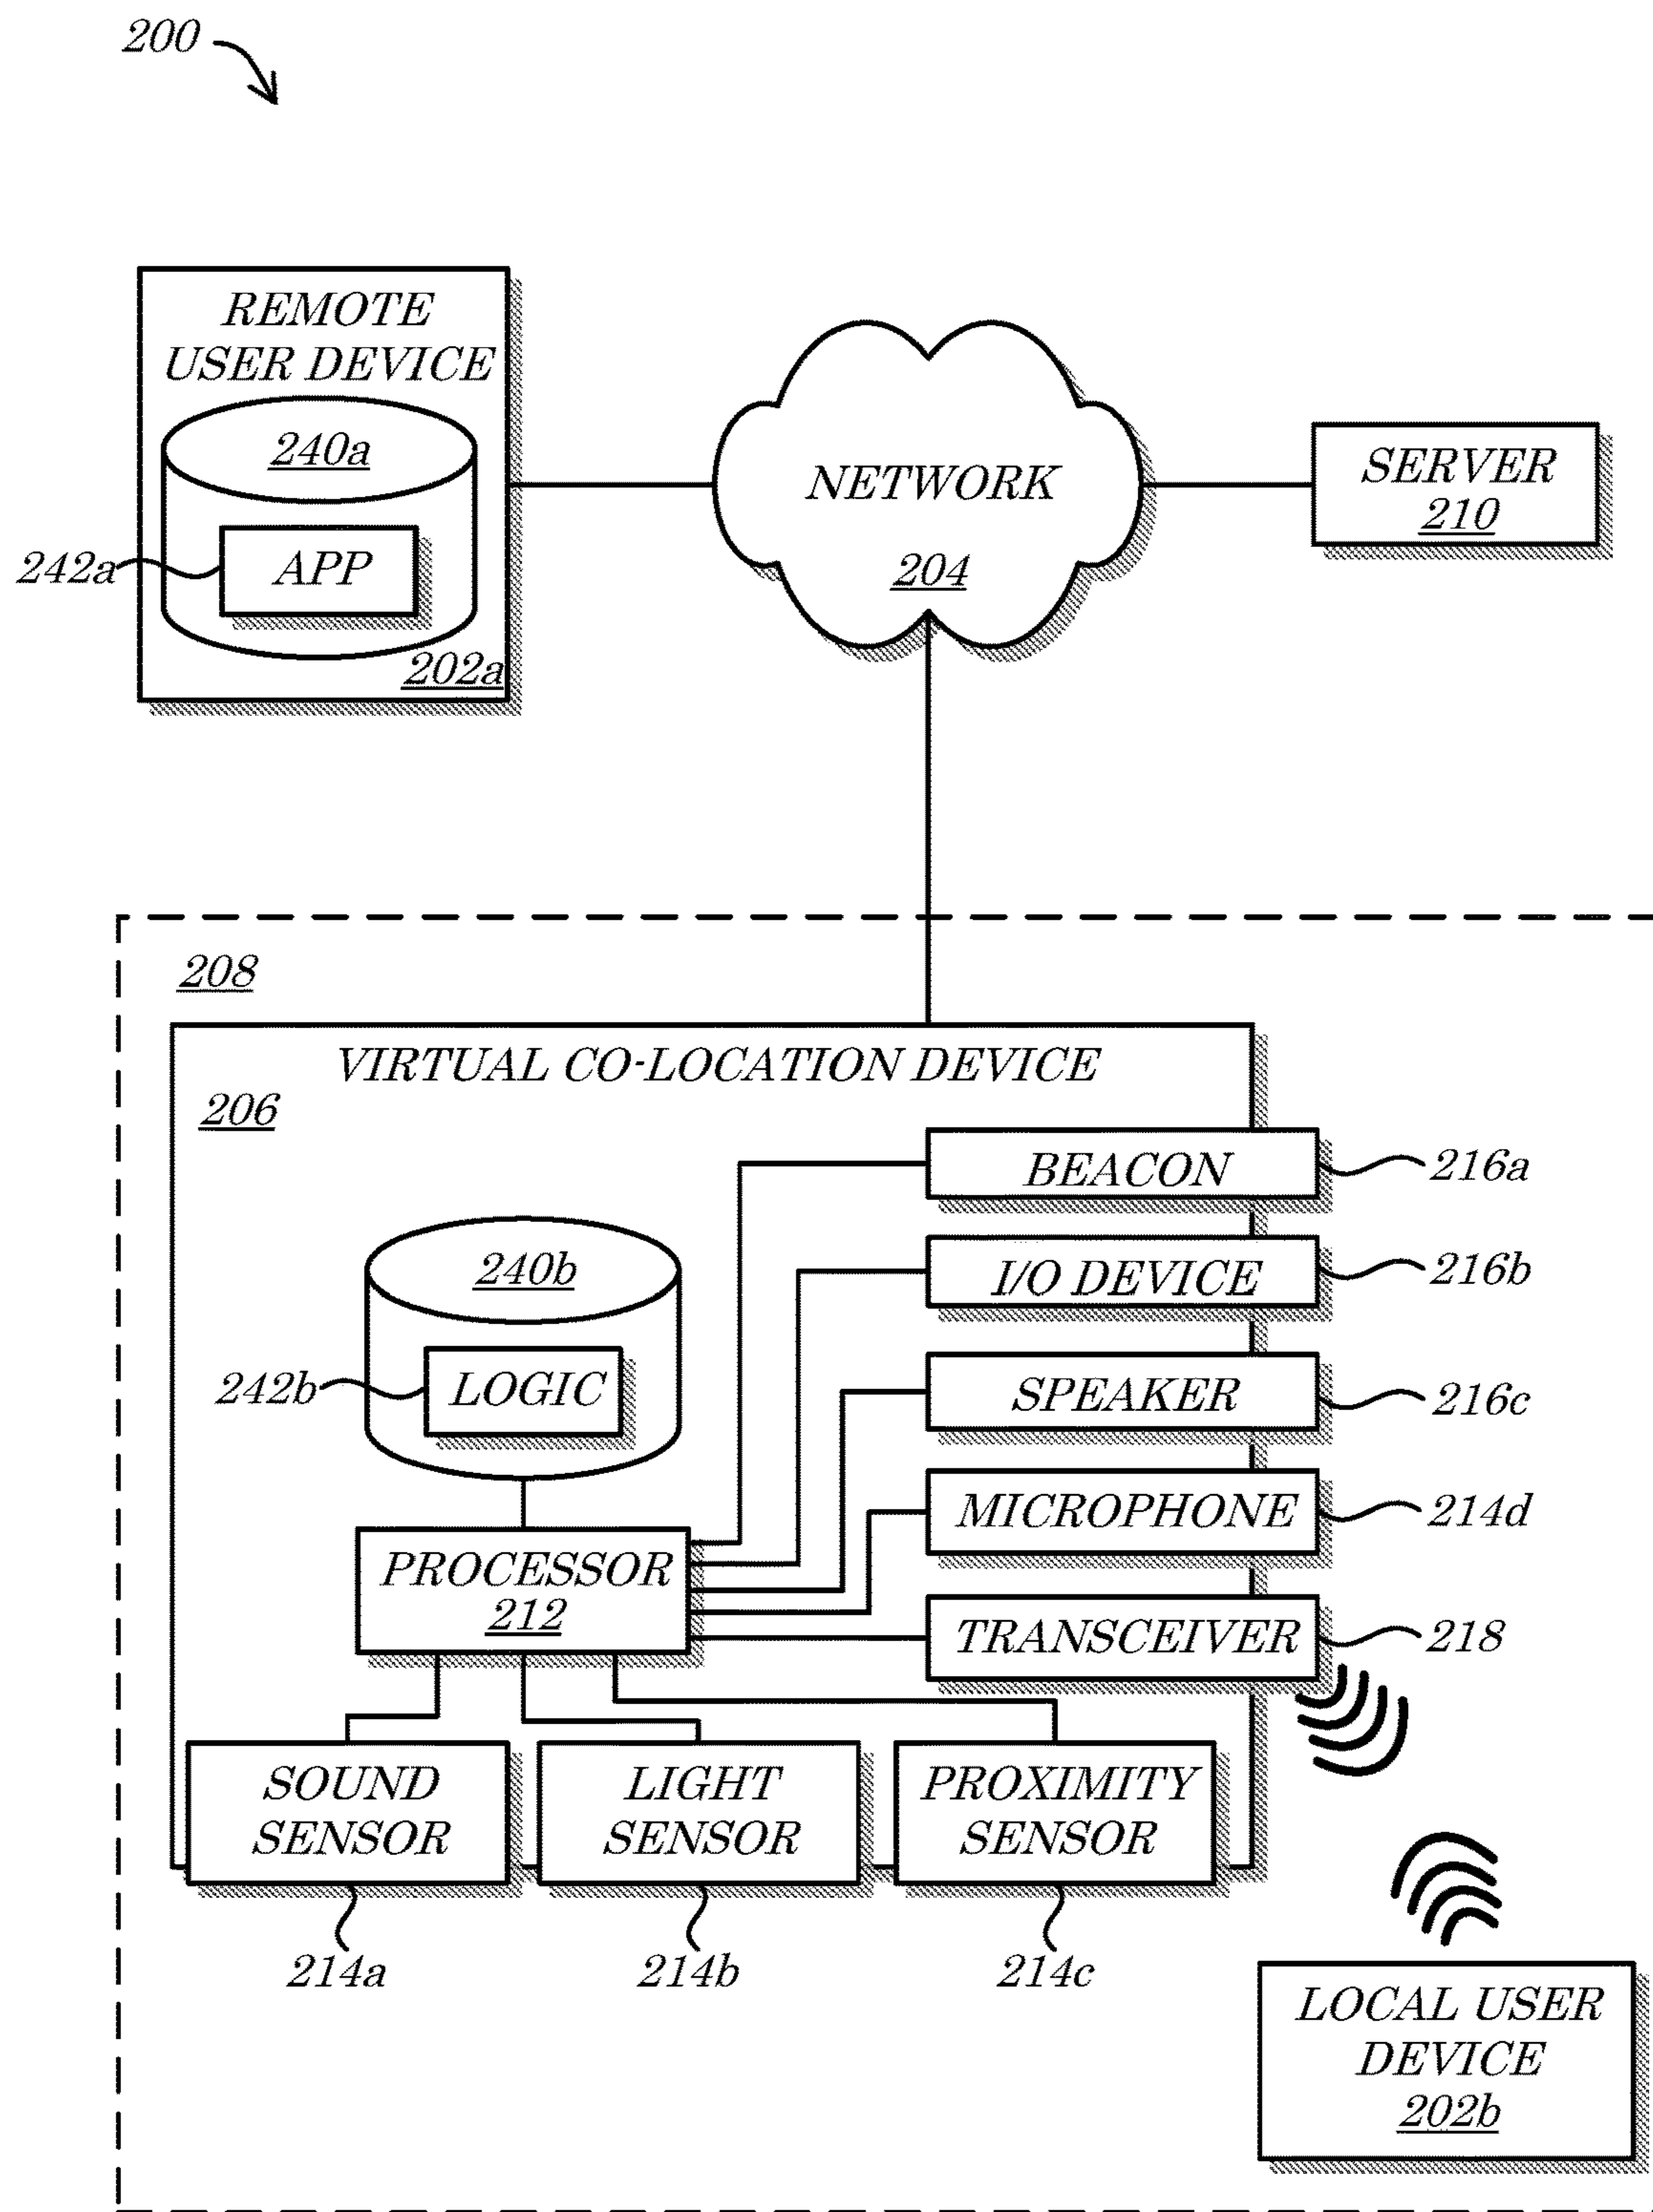 200
REMOTE
USER DEVICE
240a
242a
APP
202a
NETWORK
204
SERVER
210
208
VIRTUAL CO-LOCATION DEVICE
206
BEACON
216a
240b
I/O DEVICE
216b
242b
LOGIC
SPEAKER
216c
MICROPHONE
214d
PROCESSOR
212
TRANSCEIVER
218
SOUND
SENSOR
LIGHT
SENSOR
PROXIMITY
SENSOR
214a
214b
214c
LOCAL USER
DEVICE
202b